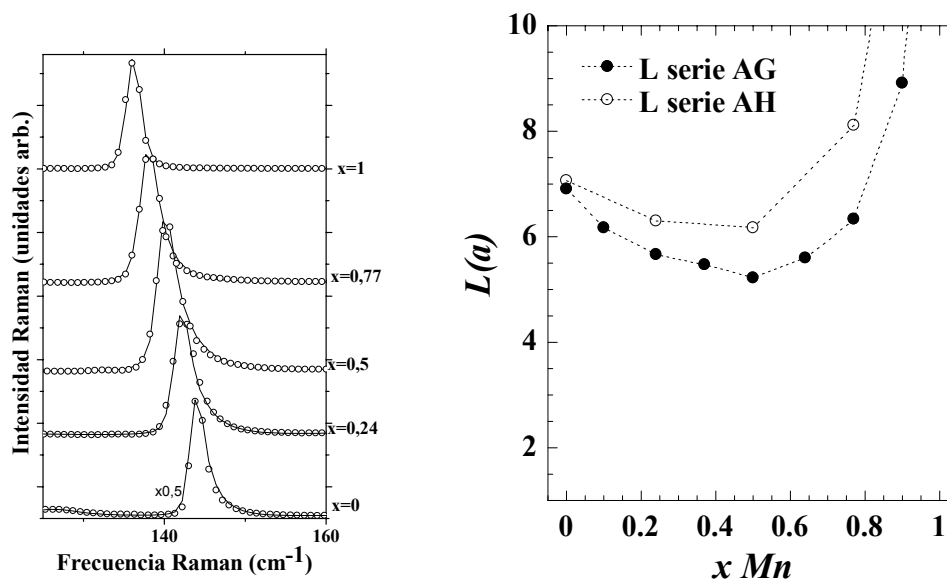 Intensidad Raman (unidades arb.)
x=1
x=0,77
x=0,5
x=0,24
x0,5
x=0
140
160
Frecuencia Raman (cm-1)
10
8
6
4
2
L(a)
L serie AG
L serie AH
0
0.2
0.4
0.6
0.8
1
x Mn